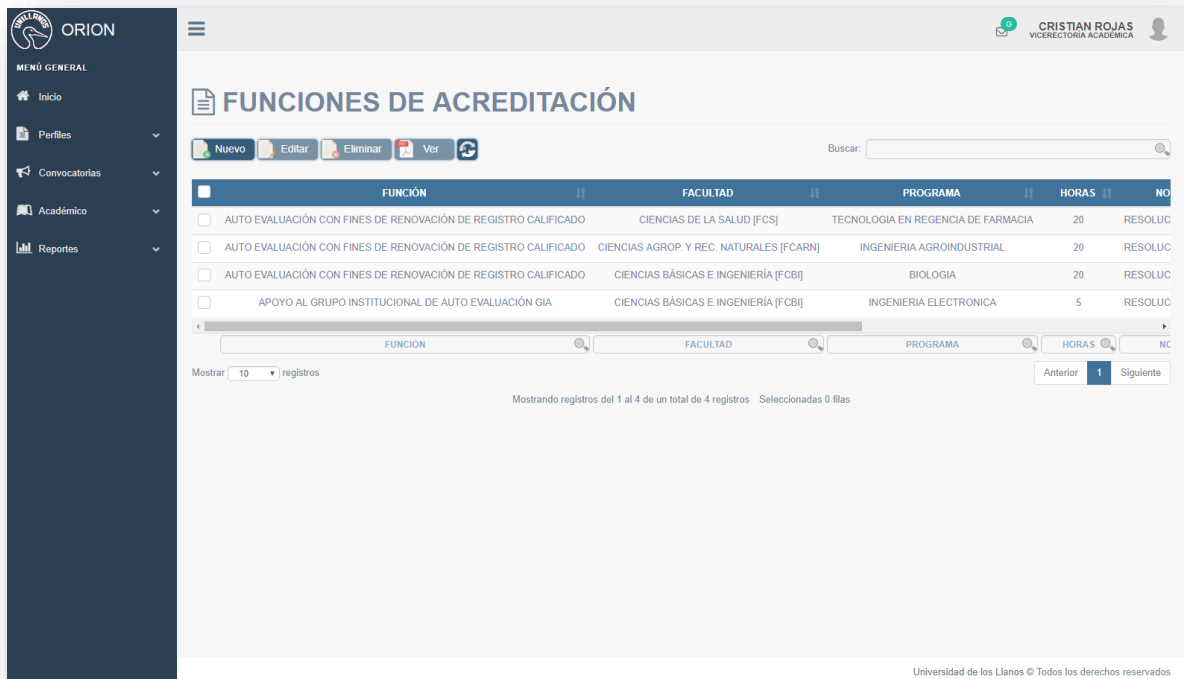 UNILLANOS
ORION
G
CRISTIAN ROJAS
VICERECTORÍA ACADÉMICA
MENÚ GENERAL
Inicio
Perfiles
Convocatorias
Académico
Reportes
FUNCIONES DE ACREDITACIÓN
Nuevo Editar Eliminar Ver
Buscar:
FUNCIÓN FACULTAD PROGRAMA HORAS NO
AUTO EVALUACIÓN CON FINES DE RENOVACIÓN DE REGISTRO CALIFICADO CIENCIAS DE LA SALUD [FCS] TECNOLOGIA EN REGENCIA DE FARMACIA 20 RESOLUC
AUTO EVALUACIÓN CON FINES DE RENOVACIÓN DE REGISTRO CALIFICADO CIENCIAS AGROP. Y REC. NATURALES [FCARN] INGENIERIA AGROINDUSTRIAL 20 RESOLUC
AUTO EVALUACIÓN CON FINES DE RENOVACIÓN DE REGISTRO CALIFICADO CIENCIAS BÁSICAS E INGENIERÍA [FCBI] BIOLOGIA 20 RESOLUC
APOYO AL GRUPO INSTITUCIONAL DE AUTO EVALUACIÓN GIA CIENCIAS BÁSICAS E INGENIERÍA [FCBI] INGENIERIA ELECTRONICA 5 RESOLUC
FUNCIÓN FACULTAD PROGRAMA HORAS NO
Mostrar 10 registros
Anterior 1 Siguiente
Mostrando registros del 1 al 4 de un total de 4 registros Seleccionadas 0 filas
Universidad de los Llanos © Todos los derechos reservados